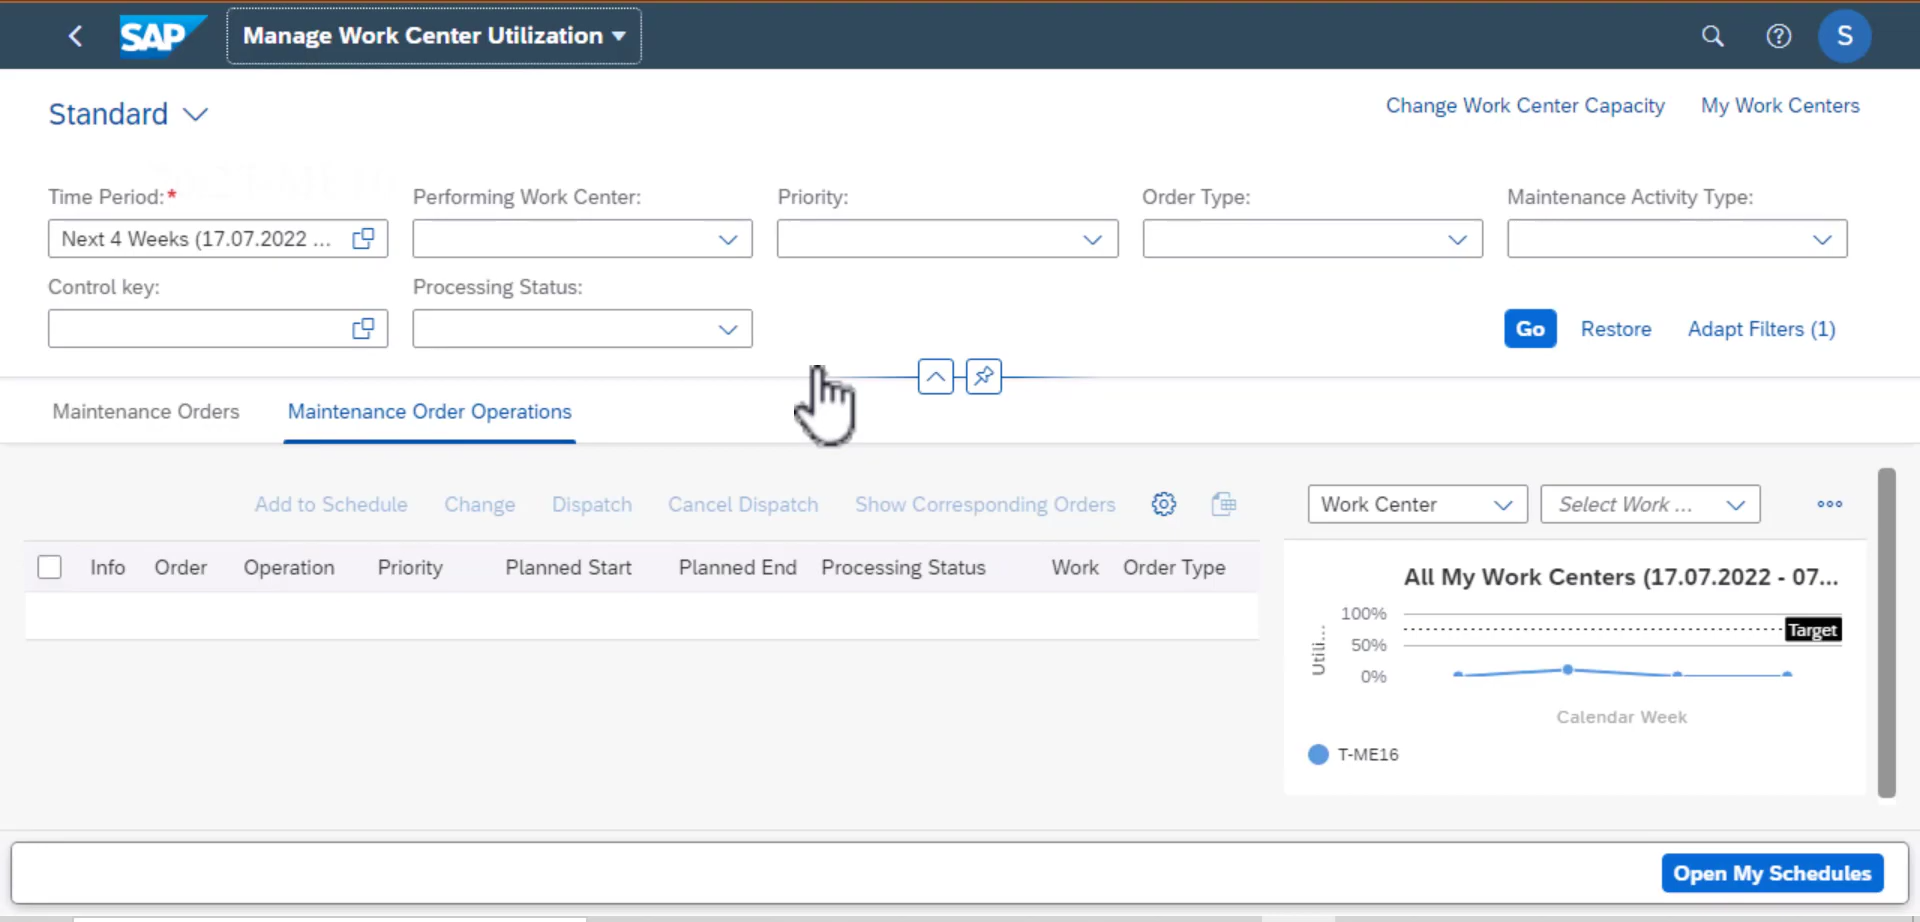 SAP Manage Work Center Utilization S
Standard
Change Work Center Capacity My Work Centers
Time Period:* Performing Work Center: Priority: Order Type: Maintenance Activity Type:
Next 4 Weeks (17.07.2022 ...
Control key: Processing Status:
Go Restore Adapt Filters (1)
Maintenance Orders Maintenance Order Operations
Add to Schedule Change Dispatch Cancel Dispatch Show Corresponding Orders Work Center Select Work ...
Info Order Operation Priority Planned Start Planned End Processing Status Work Order Type
All My Work Centers (17.07.2022 - 07...
100%
Target
50%
0%
Utili...
Calendar Week
T-ME16
Open My Schedules